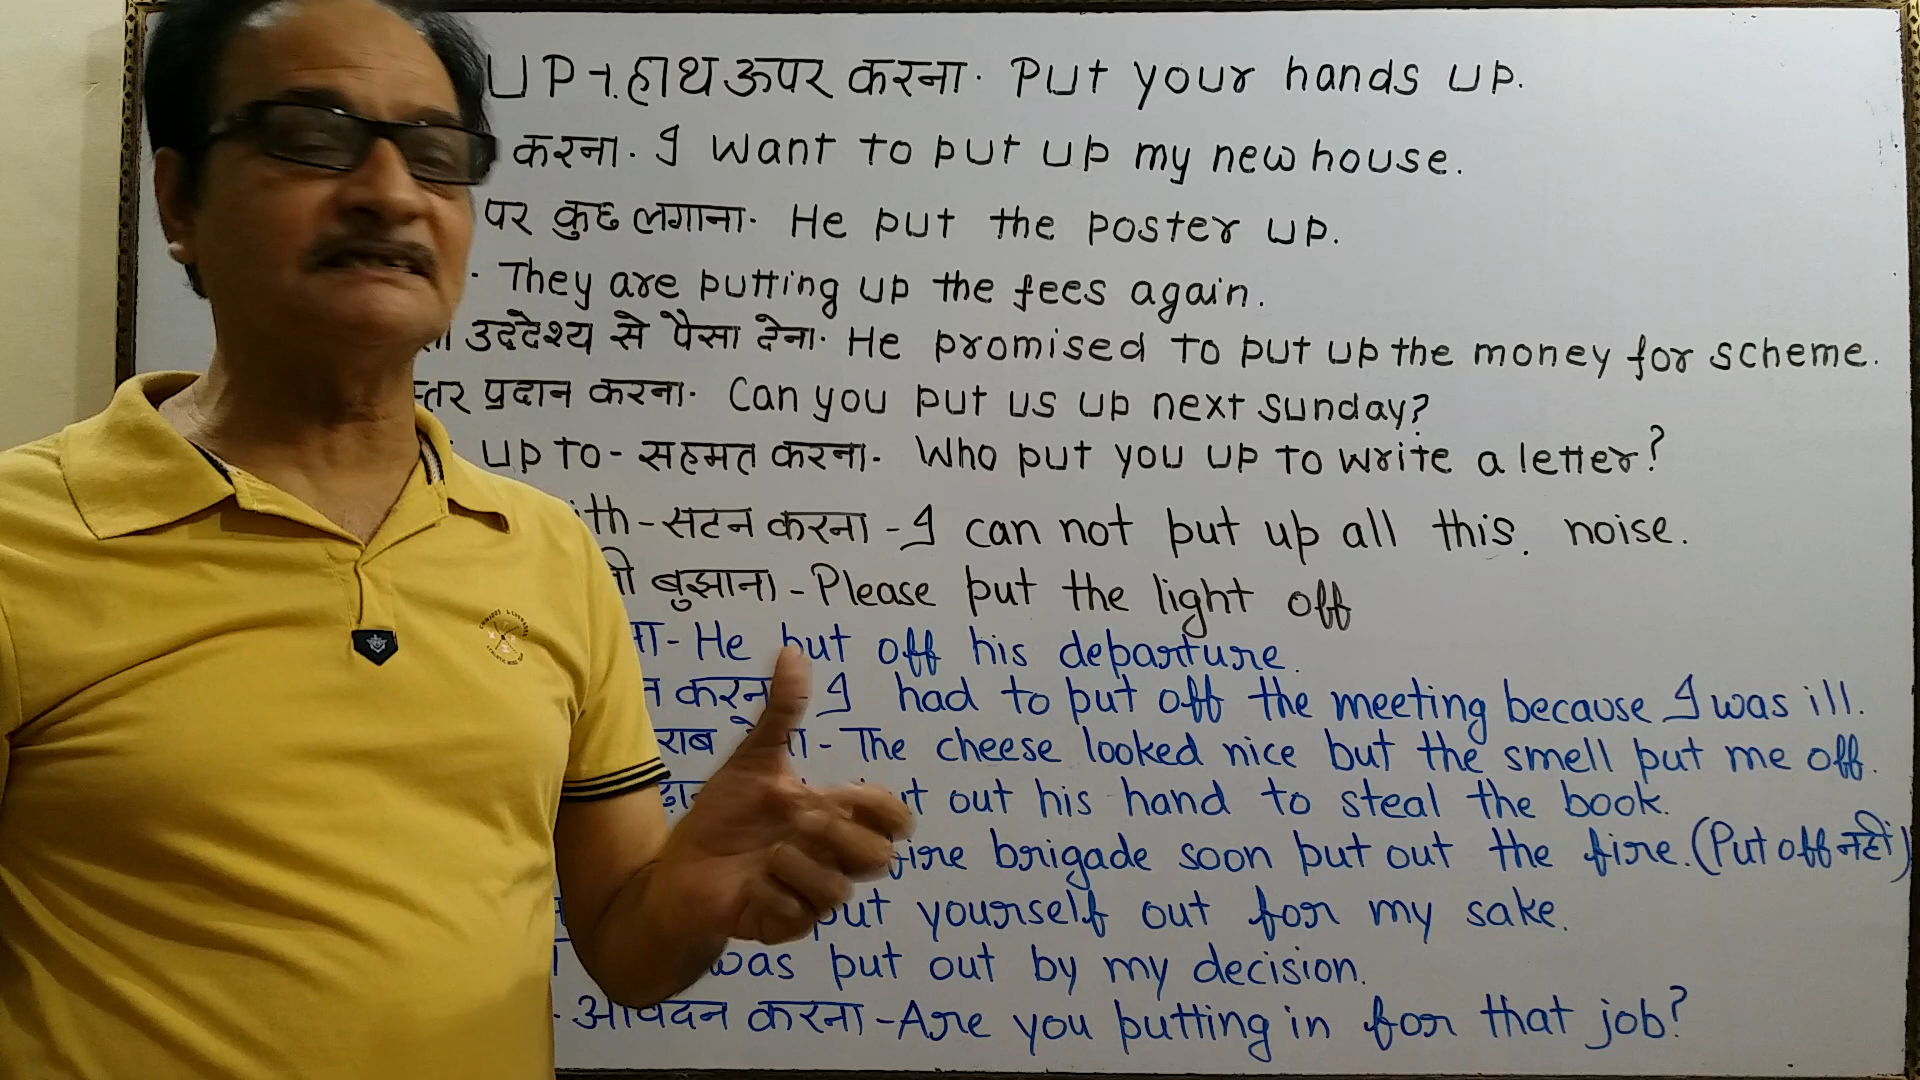 UP - 1. हाथ ऊपर करना. Put your hands up.
करना. I want to put up my new house.
पर कुछ लगाना. He put the poster up.
. They are putting up the fees again.
उद्देश्य से पैसा देना. He promised to put up the money for scheme.
प्रदान करना. Can you put us up next sunday?
up to - सहमत करना. Who put you up to write a letter?
ith - सटन करना - I can not put up all this. noise.
बुझाना - Please put the light off
ना - He put off his departure.
करना - I had to put off the meeting because I was ill.
- The cheese looked nice but the smell put me off.
out his hand to steal the book.
fire brigade soon put out the fire. (Put off नहीं)
put yourself out for my sake.
was put out by my decision.
- आवेदन करना - Are you putting in for that job?